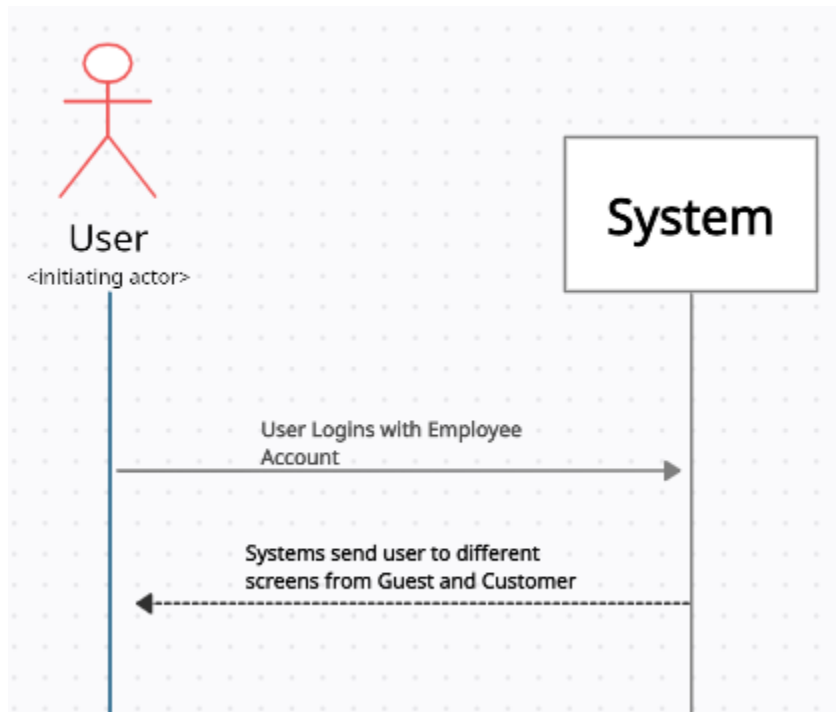 User
<initiating actor>
System
User Logins with Employee
Account
Systems send user to different
screens from Guest and Customer